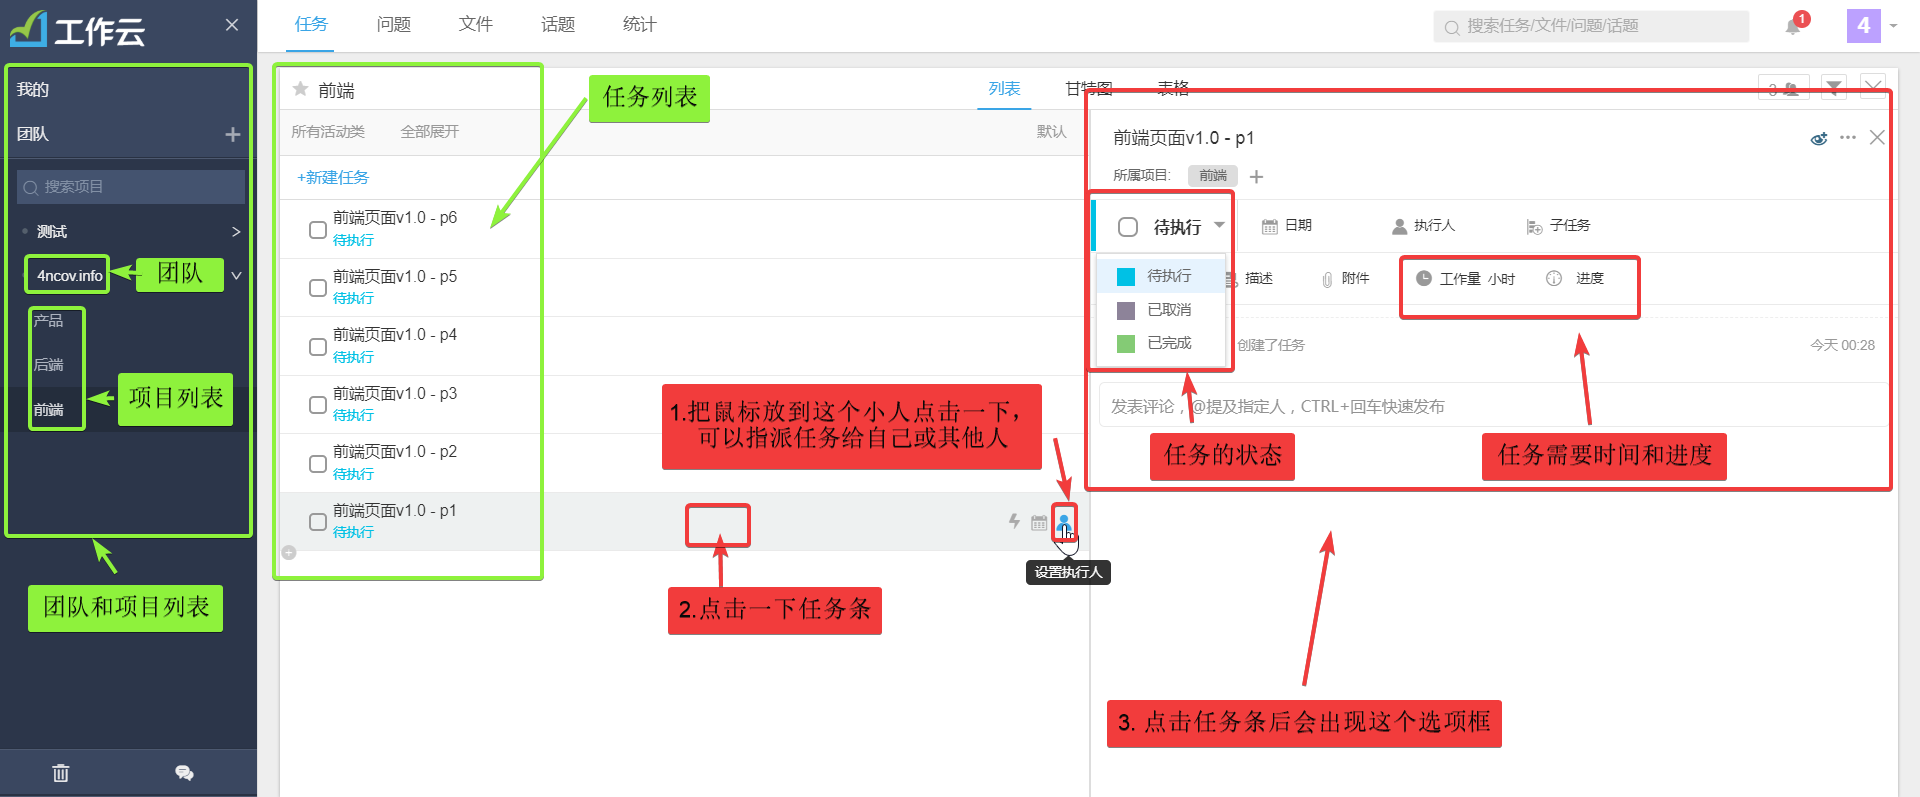 工作云
我的
团队
搜索项目
测试
4ncov.info
团队
产品
后端
前端
项目列表
团队和项目列表
任务 问题 文件 话题 统计
搜索任务/文件/问题/话题
1
4
前端
任务列表
列表 甘特图 表格
3
所有活动类 全部展开 默认
+新建任务
前端页面v1.0 - p6
待执行
前端页面v1.0 - p5
待执行
前端页面v1.0 - p4
待执行
前端页面v1.0 - p3
待执行
前端页面v1.0 - p2
待执行
前端页面v1.0 - p1
待执行
1.把鼠标放到这个小人点击一下，
可以指派任务给自己或其他人
设置执行人
2.点击一下任务条
前端页面v1.0 - p1
所属项目: 前端
待执行 日期 执行人 子任务
待执行
已取消
已完成
描述 附件 工作量 小时 进度
创建了任务 今天 00:28
发表评论，@提及指定人，CTRL+回车快速发布
任务的状态
任务需要时间和进度
3. 点击任务条后会出现这个选项框